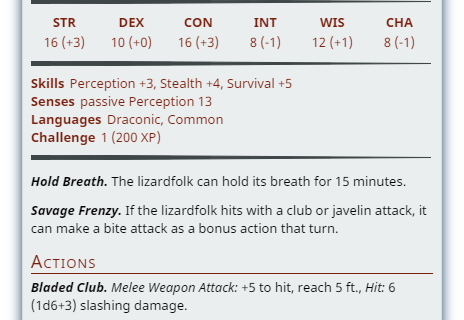 STR DEX CON INT WIS CHA
16 (+3) 10 (+0) 16 (+3) 8 (-1) 12 (+1) 8 (-1)
Skills Perception +3, Stealth +4, Survival +5
Senses passive Perception 13
Languages Draconic, Common
Challenge 1 (200 XP)
Hold Breath. The lizardfolk can hold its breath for 15 minutes.
Savage Frenzy. If the lizardfolk hits with a club or javelin attack, it
can make a bite attack as a bonus action that turn.
Actions
Bladed Club. Melee Weapon Attack: +5 to hit, reach 5 ft., Hit: 6
(1d6+3) slashing damage.